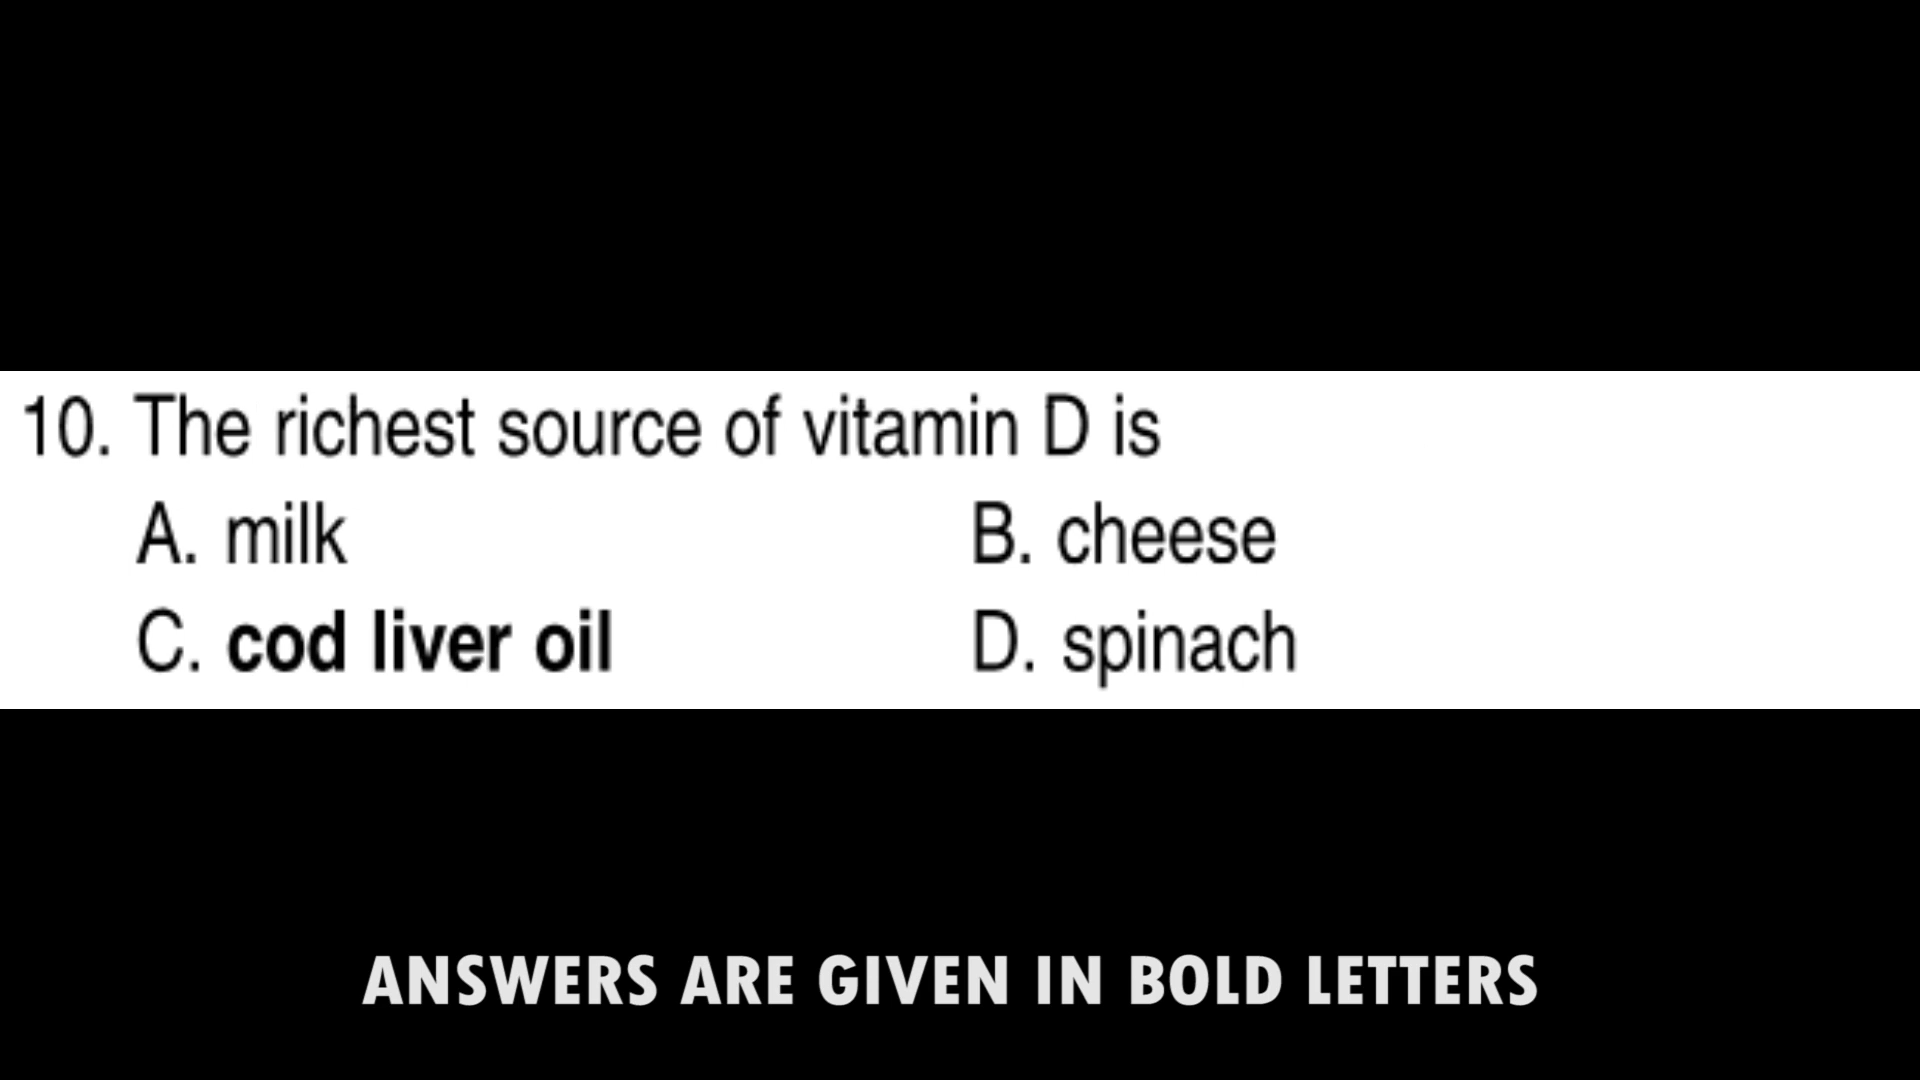 10. The richest source of vitamin D is
A. milk B. cheese
C. cod liver oil D. spinach
ANSWERS ARE GIVEN IN BOLD LETTERS